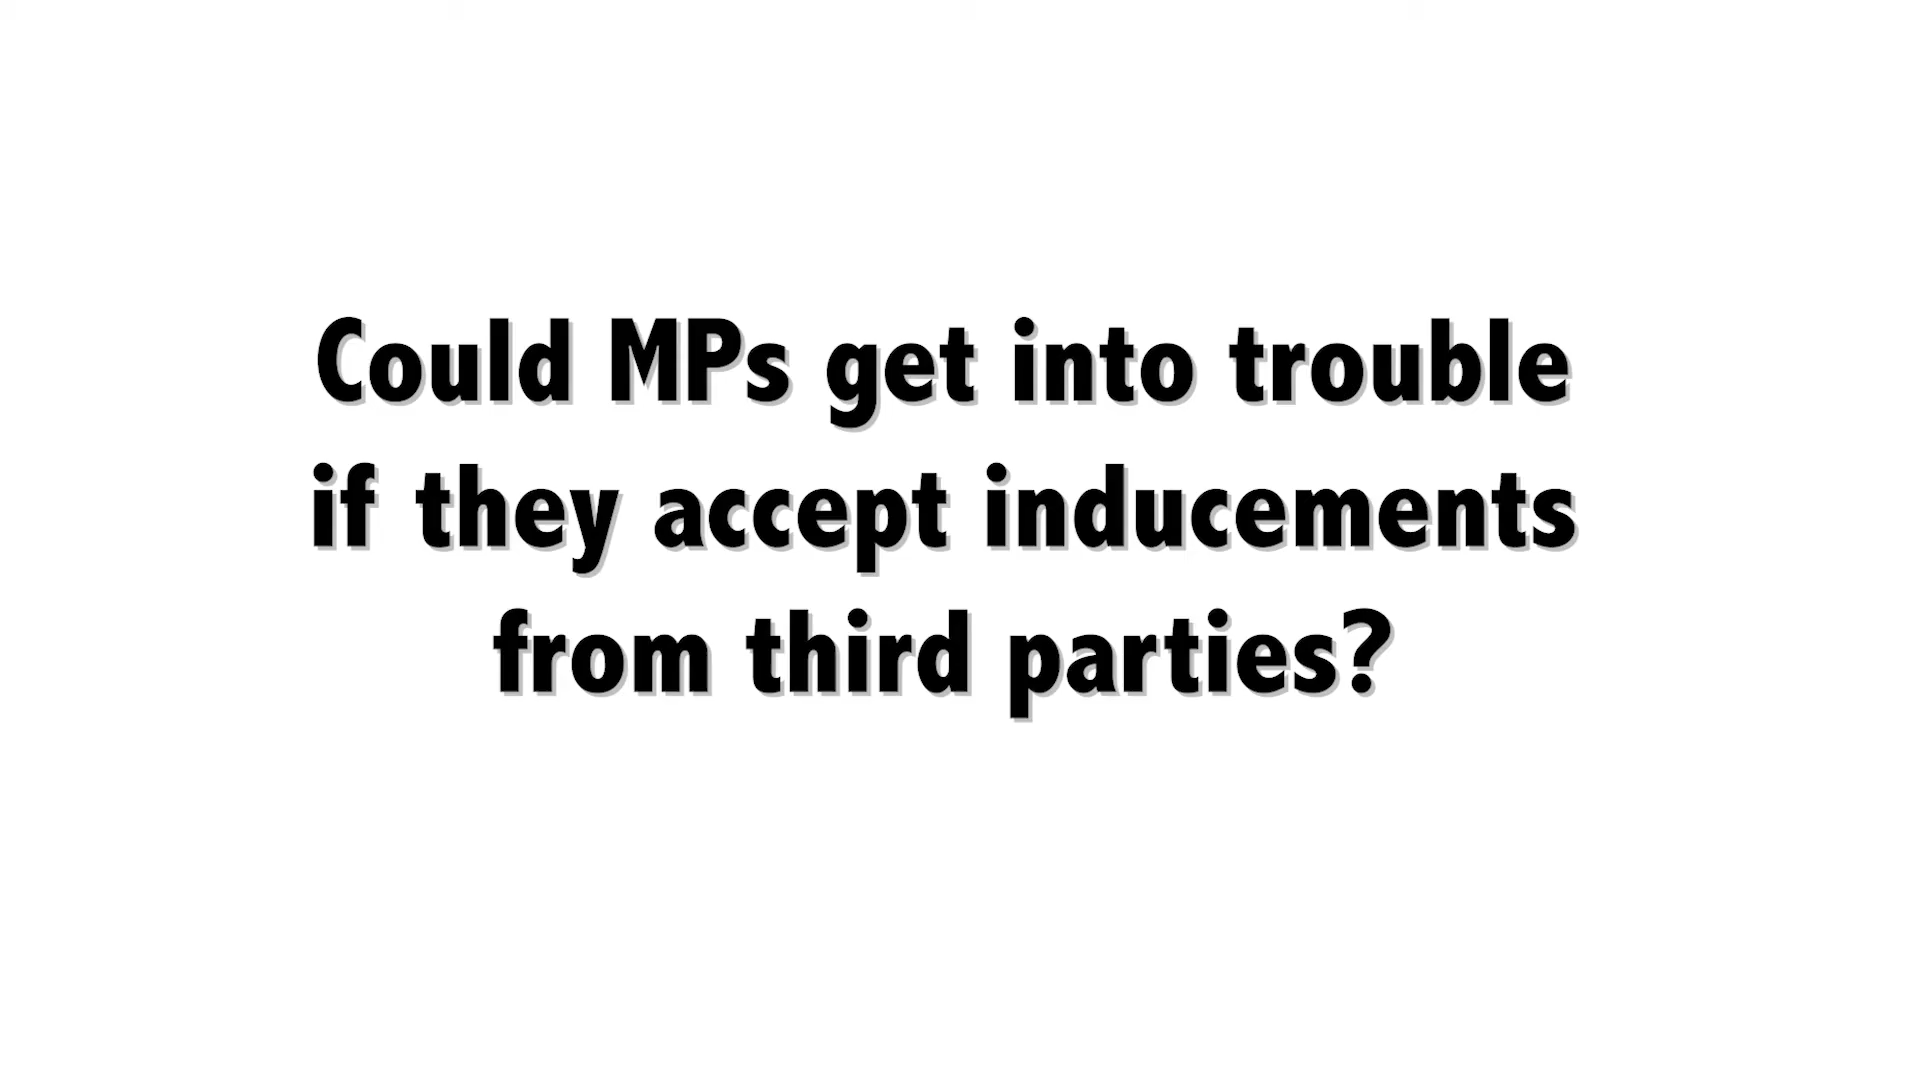 Could MPs get into trouble
if they accept inducements
from third parties?